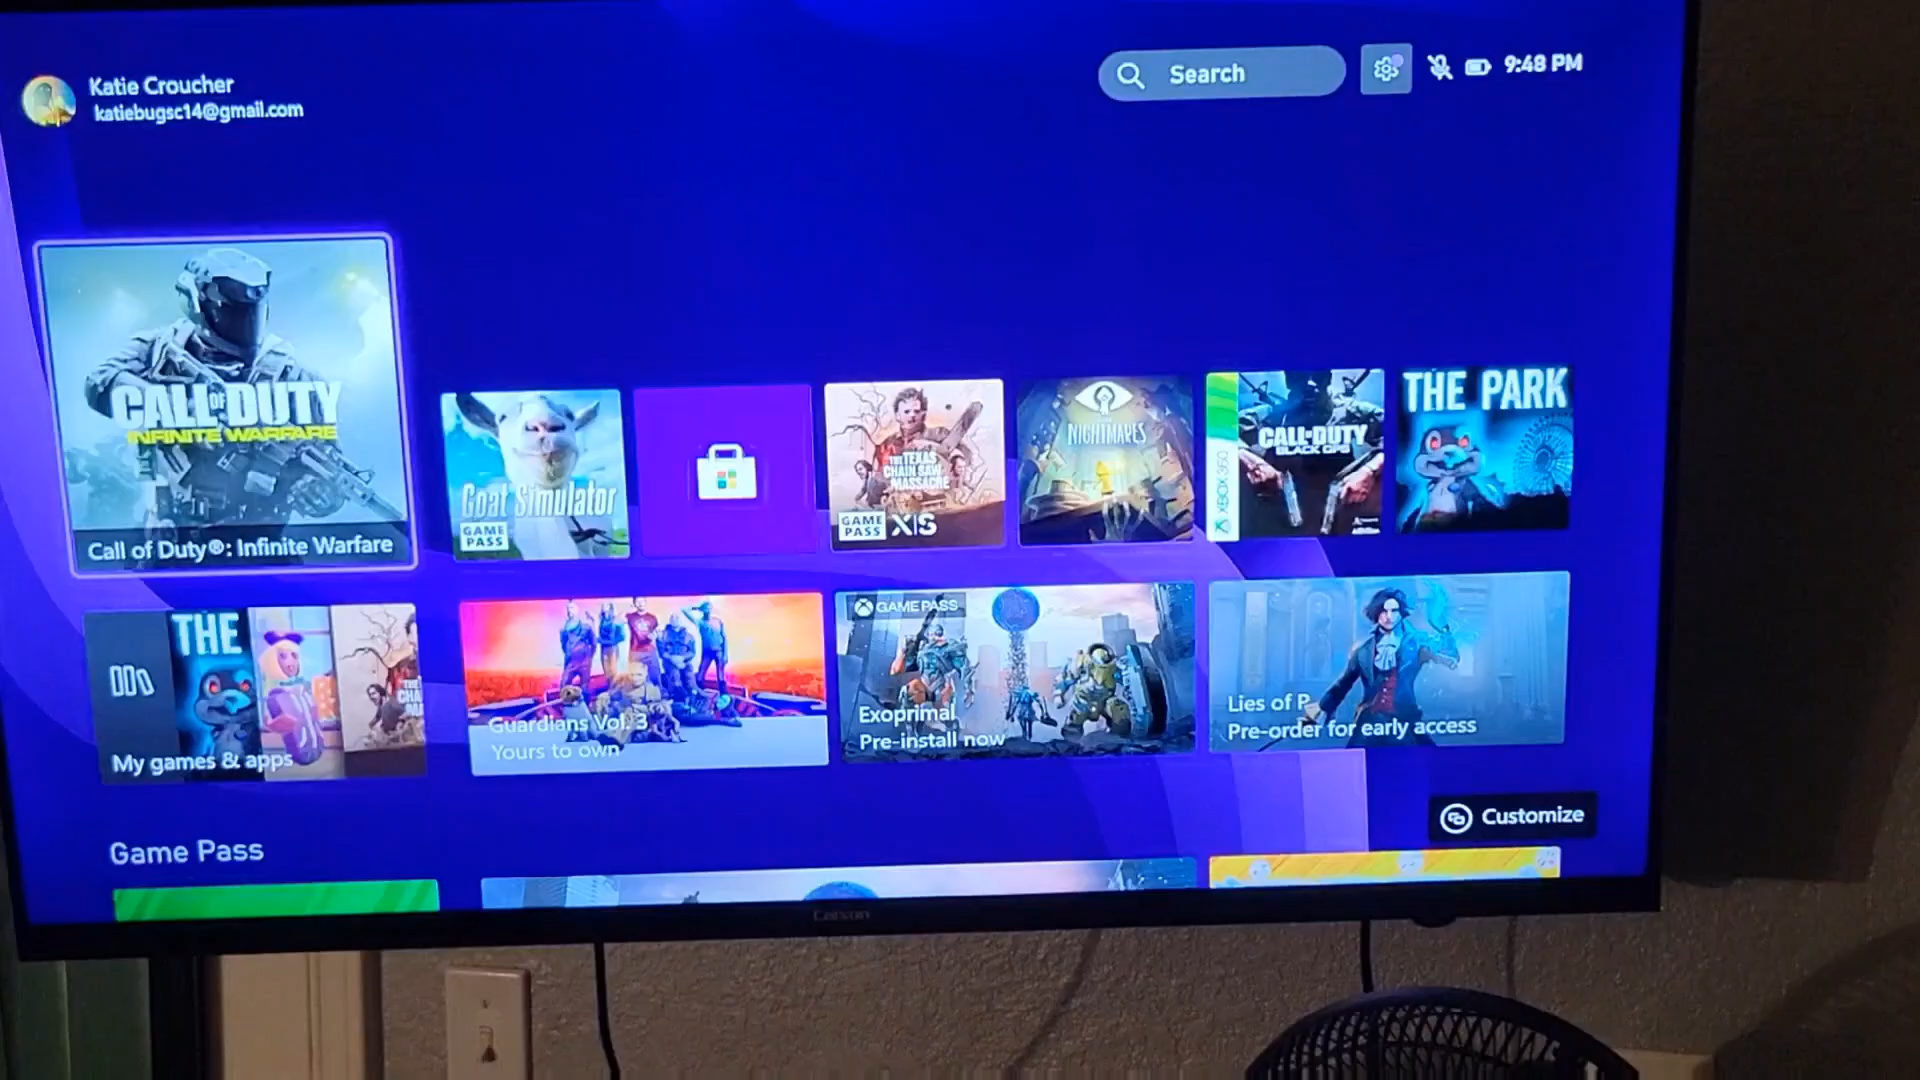 Katie Croucher
katiebugsc14@gmail.com
Search
9:48 PM
CALL OF DUTY
INFINITE WARFARE
Call of Duty®: Infinite Warfare
Goat Simulator
GAME
PASS
THE TEXAS
CHAIN SAW
MASSACRE
GAME
PASS
X|S
NIGHTMARES
XBOX 360
CALL OF DUTY
BLACK OPS
THE PARK
THE
THE
CHA
My games & apps
Guardians Vol. 3
Yours to own
GAME PASS
Exoprimal
Pre-install now
Lies of P
Pre-order for early access
Customize
Game Pass